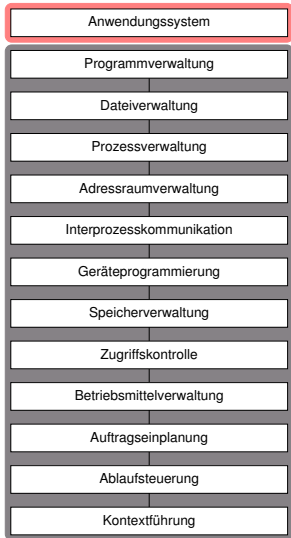 Anwendungssystem
Programmverwaltung
Dateiverwaltung
Prozessverwaltung
Adressraumverwaltung
Interprozesskommunikation
Geräteprogrammierung
Speicherverwaltung
Zugriffskontrolle
Betriebsmittelverwaltung
Auftragseinplanung
Ablaufsteuerung
Kontextführung